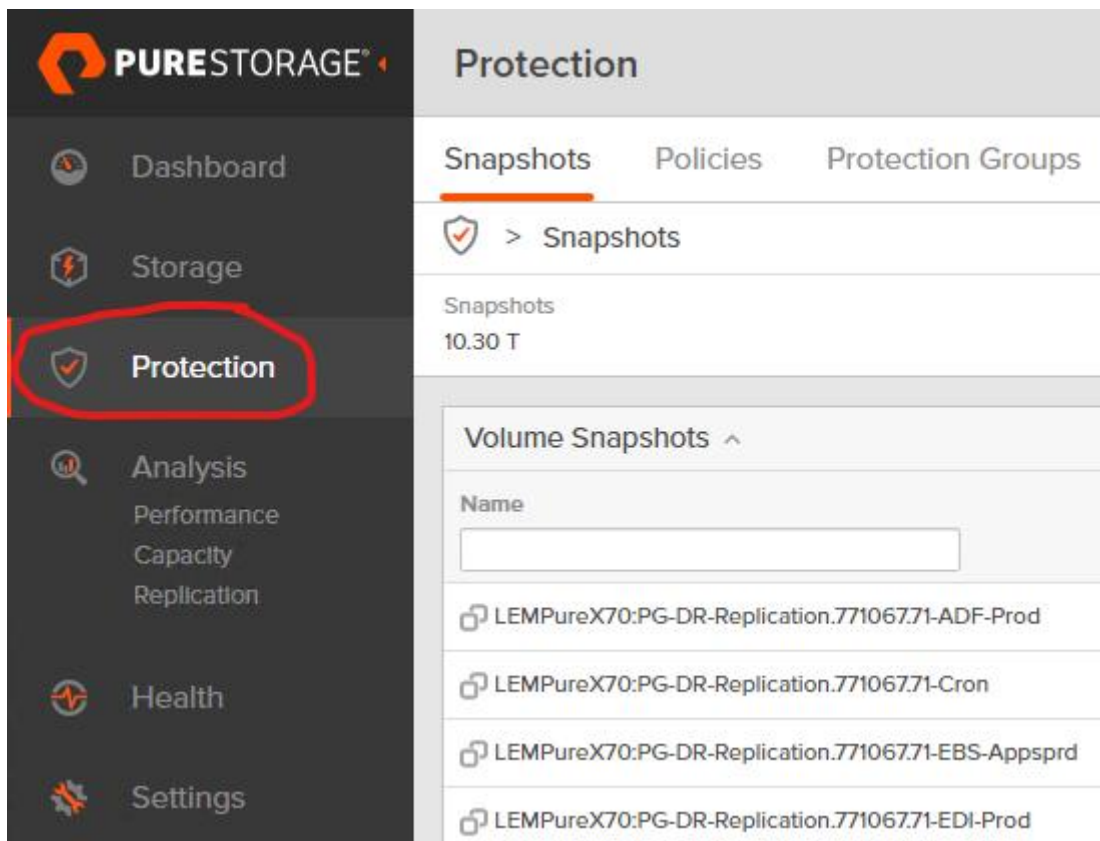 PURESTORAGE®
Dashboard
Storage
Protection
Analysis
Performance
Capacity
Replication
Health
Settings
Protection
Snapshots Policies Protection Groups
> Snapshots
Snapshots
10.30 T
Volume Snapshots
Name
LEMPureX70:PG-DR-Replication.771067.71-ADF-Prod
LEMPureX70:PG-DR-Replication.771067.71-Cron
LEMPureX70:PG-DR-Replication.771067.71-EBS-Appsprd
LEMPureX70:PG-DR-Replication.771067.71-EDI-Prod